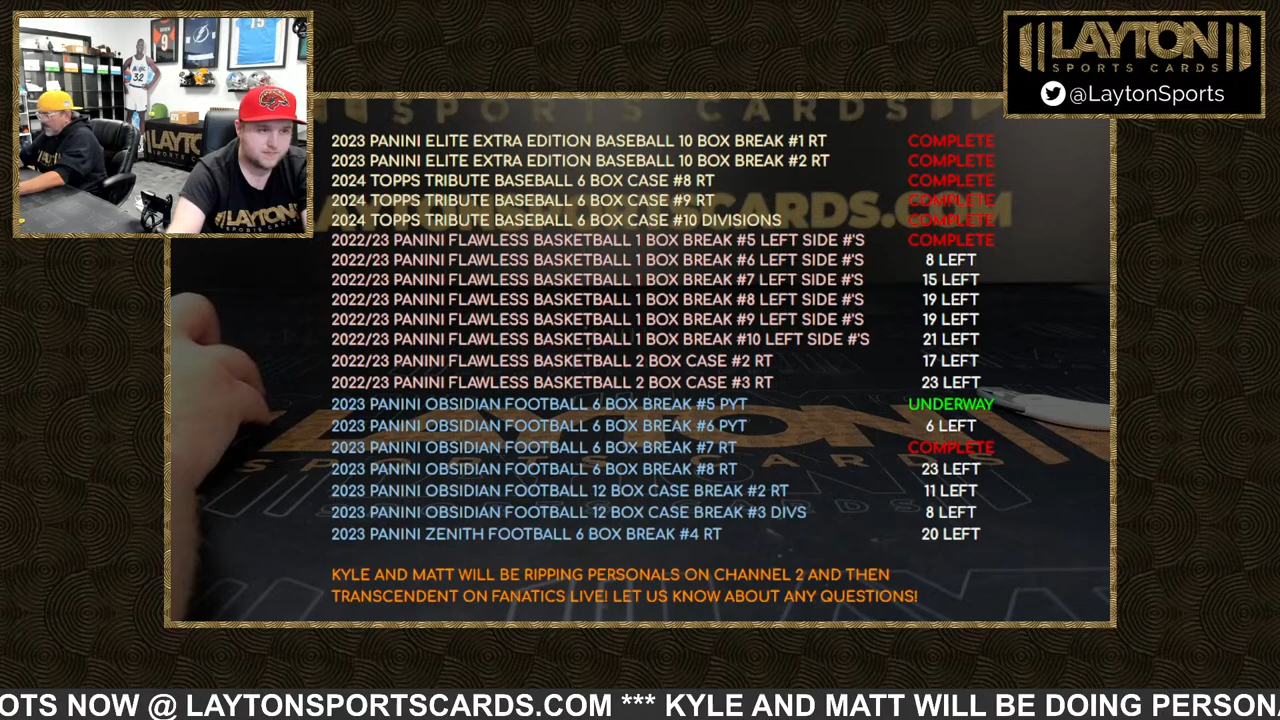 LAYTON
SPORTS CARDS
@LaytonSports
SPORTS CARDS
9
15
32
LAYTON
LAYTON
SPORTS CARDS
2023 PANINI ELITE EXTRA EDITION BASEBALL 10 BOX BREAK #1 RT COMPLETE
2023 PANINI ELITE EXTRA EDITION BASEBALL 10 BOX BREAK #2 RT COMPLETE
2024 TOPPS TRIBUTE BASEBALL 6 BOX CASE #8 RT COMPLETE
2024 TOPPS TRIBUTE BASEBALL 6 BOX CASE #9 RT COMPLETE
2024 TOPPS TRIBUTE BASEBALL 6 BOX CASE #10 DIVISIONS COMPLETE
2022/23 PANINI FLAWLESS BASKETBALL 1 BOX BREAK #5 LEFT SIDE #'S COMPLETE
2022/23 PANINI FLAWLESS BASKETBALL 1 BOX BREAK #6 LEFT SIDE #'S 8 LEFT
2022/23 PANINI FLAWLESS BASKETBALL 1 BOX BREAK #7 LEFT SIDE #'S 15 LEFT
2022/23 PANINI FLAWLESS BASKETBALL 1 BOX BREAK #8 LEFT SIDE #'S 19 LEFT
2022/23 PANINI FLAWLESS BASKETBALL 1 BOX BREAK #9 LEFT SIDE #'S 19 LEFT
2022/23 PANINI FLAWLESS BASKETBALL 1 BOX BREAK #10 LEFT SIDE #'S 21 LEFT
2022/23 PANINI FLAWLESS BASKETBALL 2 BOX CASE #2 RT 17 LEFT
2022/23 PANINI FLAWLESS BASKETBALL 2 BOX CASE #3 RT 23 LEFT
2023 PANINI OBSIDIAN FOOTBALL 6 BOX BREAK #5 PYT UNDERWAY
2023 PANINI OBSIDIAN FOOTBALL 6 BOX BREAK #6 PYT 6 LEFT
2023 PANINI OBSIDIAN FOOTBALL 6 BOX BREAK #7 RT COMPLETE
2023 PANINI OBSIDIAN FOOTBALL 6 BOX BREAK #8 RT 23 LEFT
2023 PANINI OBSIDIAN FOOTBALL 12 BOX CASE BREAK #2 RT 11 LEFT
2023 PANINI OBSIDIAN FOOTBALL 12 BOX CASE BREAK #3 DIVS 8 LEFT
2023 PANINI ZENITH FOOTBALL 6 BOX BREAK #4 RT 20 LEFT
KYLE AND MATT WILL BE RIPPING PERSONALS ON CHANNEL 2 AND THEN
TRANSCENDENT ON FANATICS LIVE! LET US KNOW ABOUT ANY QUESTIONS!
OTS NOW @ LAYTONSPORTSCARDS.COM *** KYLE AND MATT WILL BE DOING PERSONA